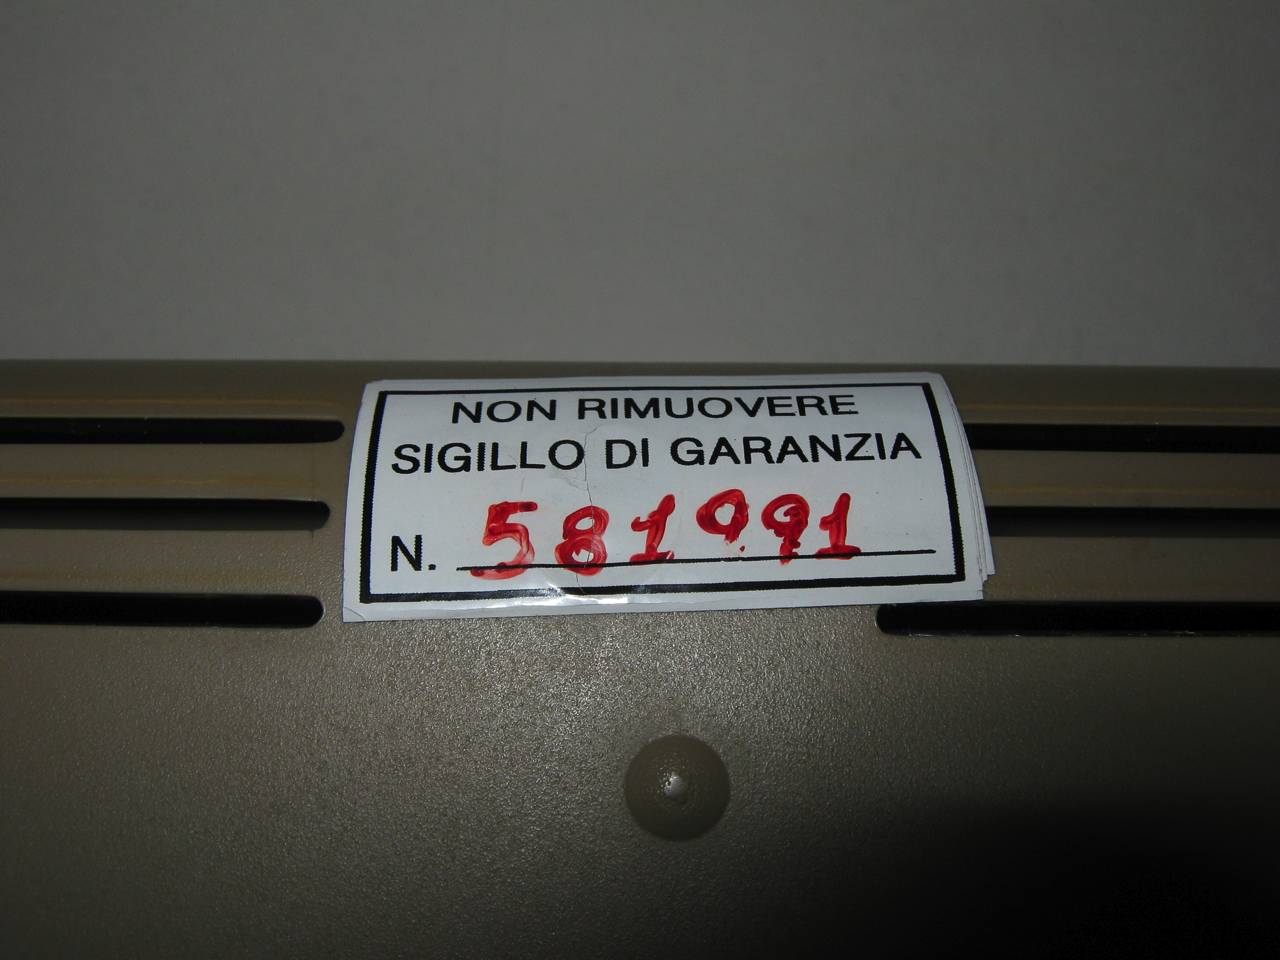 NON RIMUOVERE
SIGILLO DI GARANZIA
N. 581991